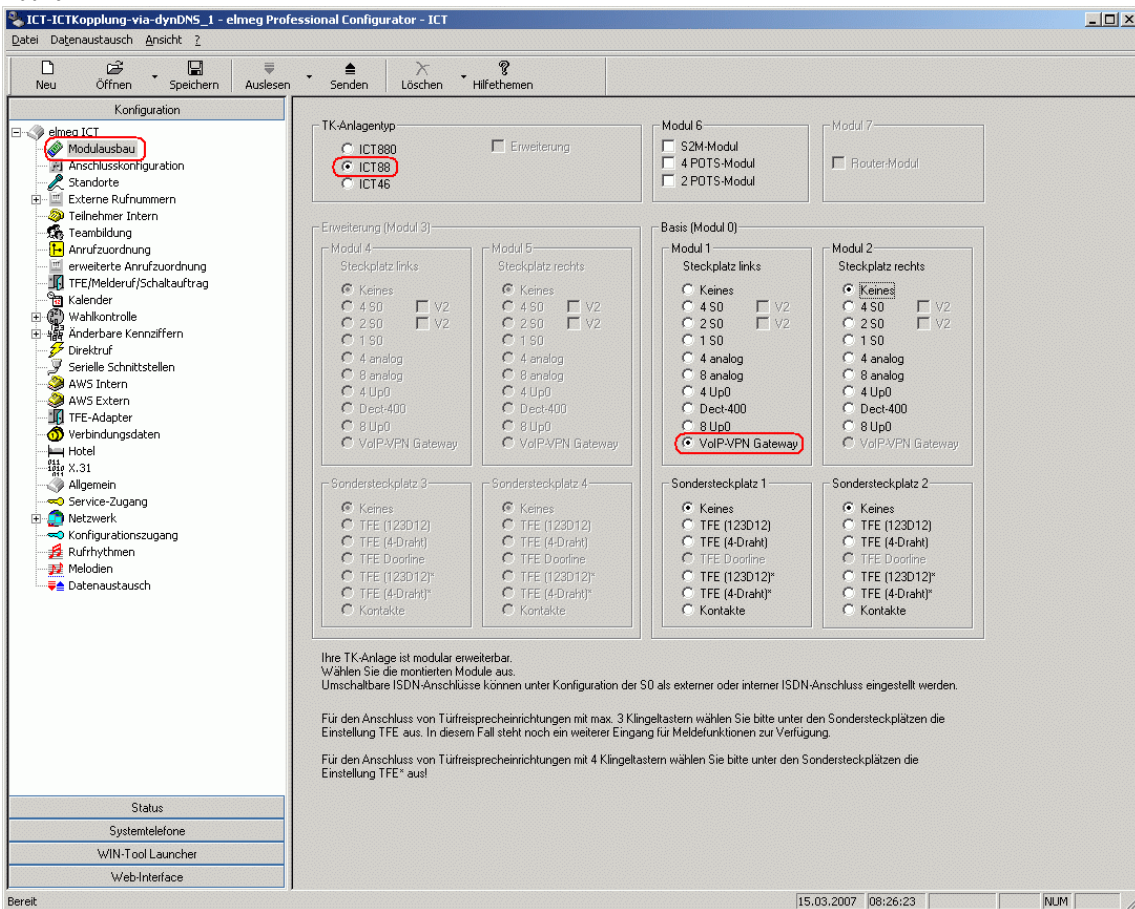 ICT-ICTKopplung-via-dynDNS_1 - elmeg Professional Configurator - ICT
Datei Datenaustausch Ansicht ?
Neu Öffnen Speichern Auslesen Senden Löschen Hilfethemen
Konfiguration
elmeg ICT
Modulausbau
Anschlusskonfiguration
Standorte
Externe Rufnummern
Teilnehmer Intern
Teambildung
Anrufzuordnung
erweiterte Anrufzuordnung
TFE/Melderuf/Schaltauftrag
Kalender
Wahlkontrolle
Änderbare Kennziffern
Direktruf
Serielle Schnittstellen
AWS Intern
AWS Extern
TFE-Adapter
Verbindungsdaten
Hotel
X.31
Allgemein
Service-Zugang
Netzwerk
Konfigurationszugang
Rufrhythmen
Melodien
Datenaustausch
Status
Systemtelefone
WIN-Tool Launcher
Web-Interface
TK-Anlagentyp
ICT880 Erweiterung
ICT88
ICT46
Modul 6
S2M-Modul
4 POTS-Modul
2 POTS-Modul
Modul 7
Router-Modul
Erweiterung (Modul 3)
Modul 4
Steckplatz links
Keines
4 S0 V2
2 S0 V2
1 S0
4 analog
8 analog
4 Up0
Dect-400
8 Up0
VoIP-VPN Gateway
Modul 5
Steckplatz rechts
Keines
4 S0 V2
2 S0 V2
1 S0
4 analog
8 analog
4 Up0
Dect-400
8 Up0
VoIP-VPN Gateway
Sondersteckplatz 3
Keines
TFE (123D12)
TFE (4-Draht)
TFE Doorline
TFE (123D12)*
TFE (4-Draht)*
Kontakte
Sondersteckplatz 4
Keines
TFE (123D12)
TFE (4-Draht)
TFE Doorline
TFE (123D12)*
TFE (4-Draht)*
Kontakte
Basis (Modul 0)
Modul 1
Steckplatz links
Keines
4 S0 V2
2 S0 V2
1 S0
4 analog
8 analog
4 Up0
Dect-400
8 Up0
VoIP-VPN Gateway
Modul 2
Steckplatz rechts
Keines
4 S0 V2
2 S0 V2
1 S0
4 analog
8 analog
4 Up0
Dect-400
8 Up0
VoIP-VPN Gateway
Sondersteckplatz 1
Keines
TFE (123D12)
TFE (4-Draht)
TFE Doorline
TFE (123D12)*
TFE (4-Draht)*
Kontakte
Sondersteckplatz 2
Keines
TFE (123D12)
TFE (4-Draht)
TFE Doorline
TFE (123D12)*
TFE (4-Draht)*
Kontakte
Ihre TK-Anlage ist modular erweiterbar.
Wählen Sie die montierten Module aus.
Umschaltbare ISDN-Anschlüsse können unter Konfiguration der S0 als externer oder interner ISDN-Anschluss eingestellt werden.
Für den Anschluss von Türfreisprecheinrichtungen mit max. 3 Klingeltastern wählen Sie bitte unter den Sondersteckplätzen die
Einstellung TFE aus. In diesem Fall steht noch ein weiterer Eingang für Meldefunktionen zur Verfügung.
Für den Anschluss von Türfreisprecheinrichtungen mit 4 Klingeltastern wählen Sie bitte unter den Sondersteckplätzen die
Einstellung TFE* aus!
Bereit 15.03.2007 08:26:23 NUM